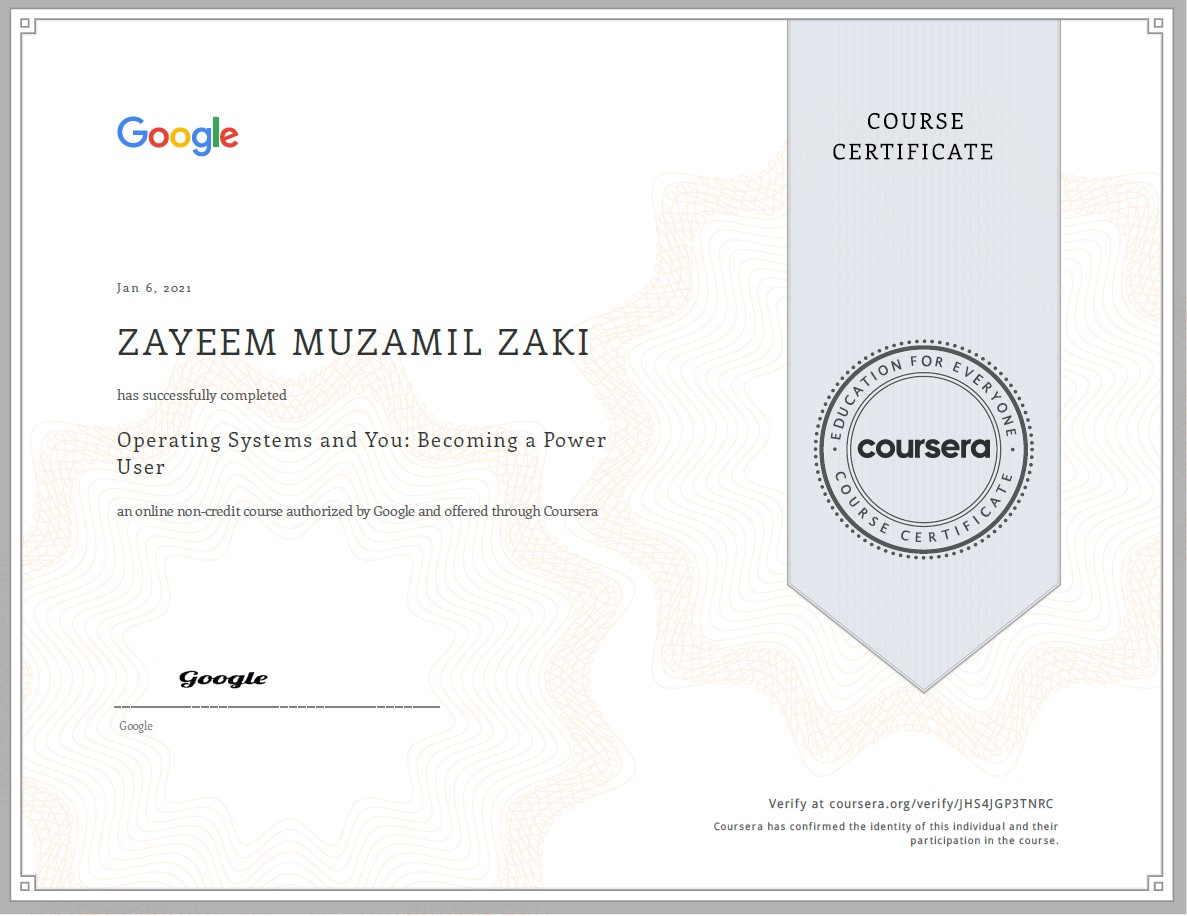 Google
COURSE
CERTIFICATE
Jan 6, 2021
ZAYEEM MUZAMIL ZAKI
has successfully completed
Operating Systems and You: Becoming a Power
User
an online non-credit course authorized by Google and offered through Coursera
EDUCATION FOR EVERYONE
coursera
COURSE CERTIFICATE
Google
Google
Verify at coursera.org/verify/JHS4JGP3TNRC
Coursera has confirmed the identity of this individual and their
participation in the course.